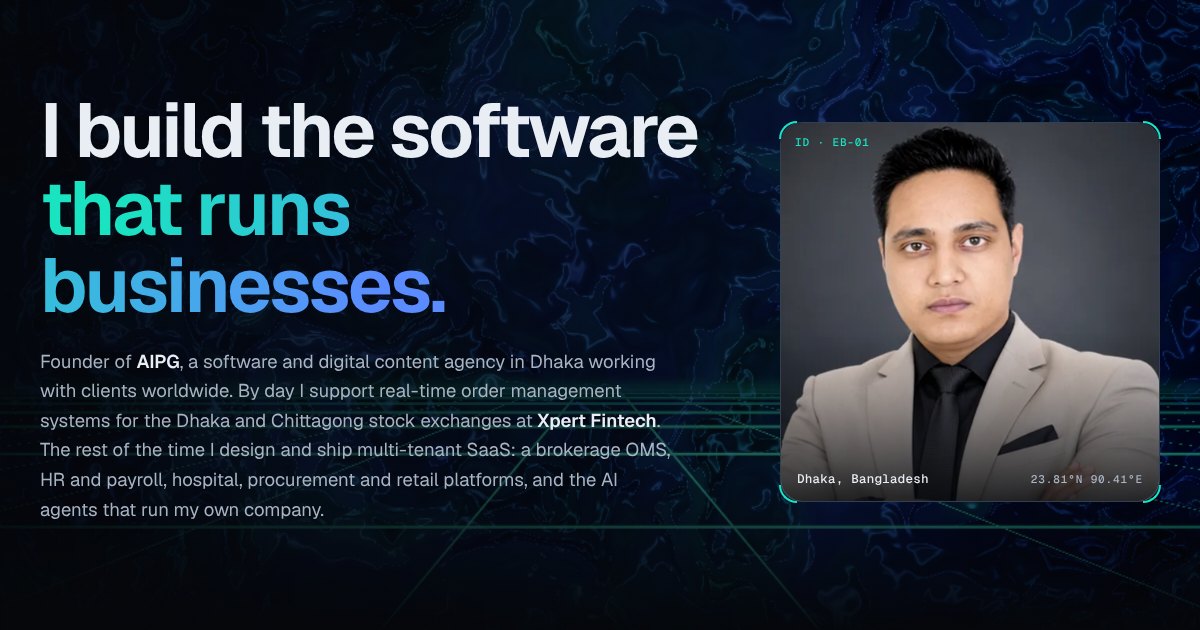 I build the software
that runs
businesses.
Founder of AIPG, a software and digital content agency in Dhaka working
with clients worldwide. By day I support real-time order management
systems for the Dhaka and Chittagong stock exchanges at Xpert Fintech.
The rest of the time I design and ship multi-tenant SaaS: a brokerage OMS,
HR and payroll, hospital, procurement and retail platforms, and the AI
agents that run my own company.
ID · EB-01
Dhaka, Bangladesh
23.81°N 90.41°E